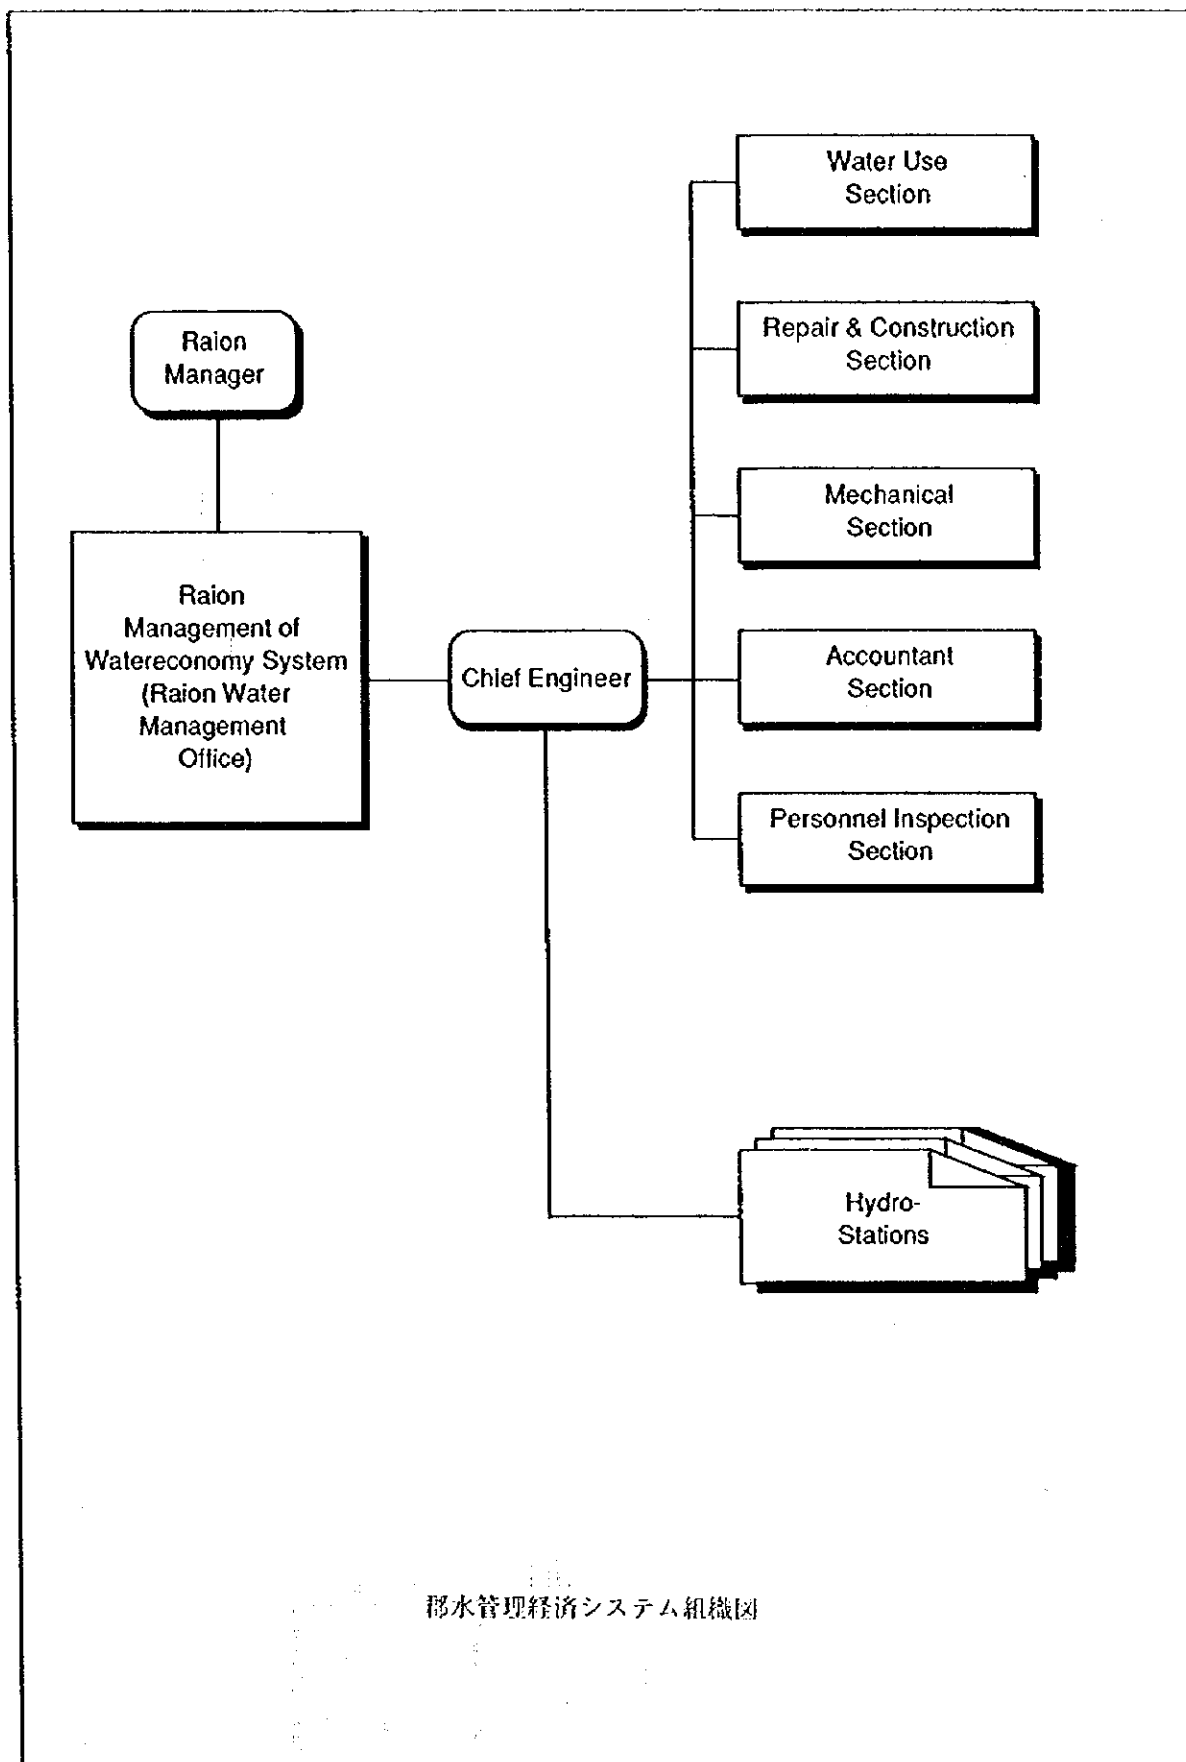 Water Use
Section
Repair & Construction
Section
Raion
Manager
Mechanical
Section
Raion
Management of
Watereconomy System
(Raion Water
Management
Office)
Chief Engineer
Accountant
Section
Personnel Inspection
Section
Hydro-
Stations
郡水管理経済システム組織図